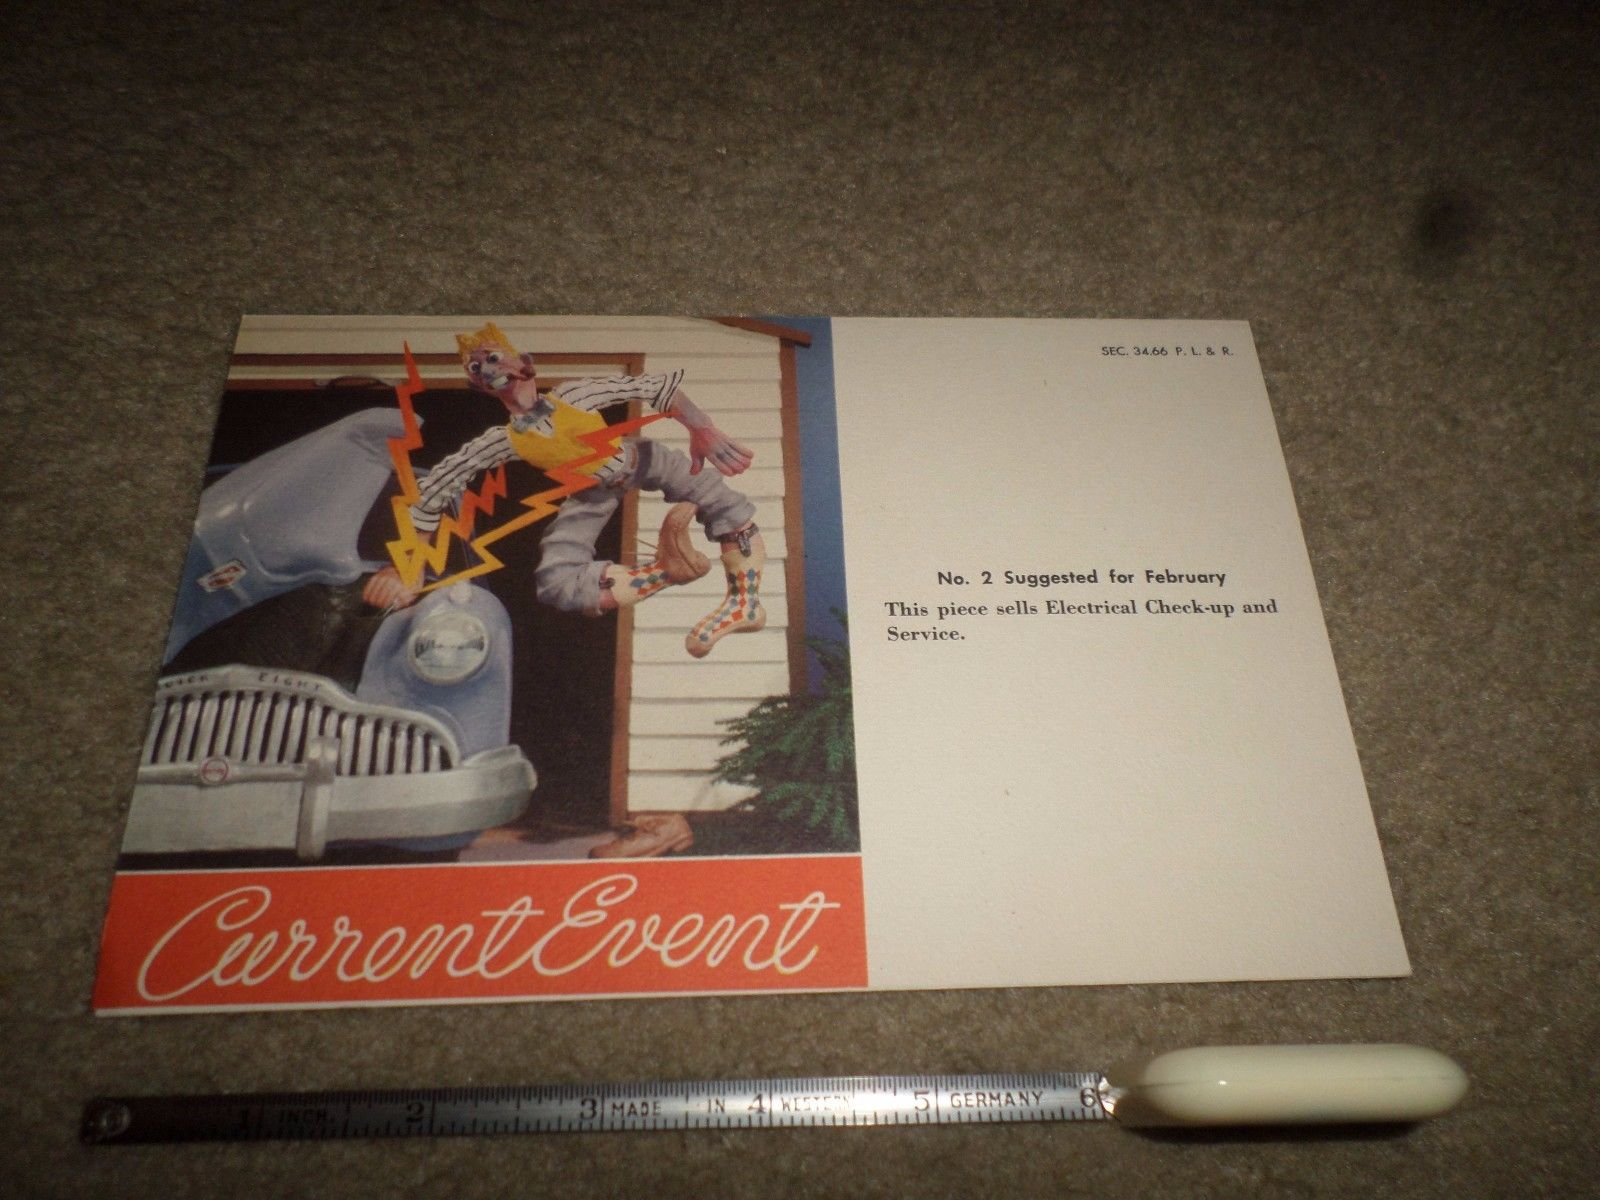 SEC. 34.66 P. L. & R.
EIGHT
No. 2 Suggested for February
This piece sells Electrical Check-up and
Service.
Current Event
1 INCH. 2 3 MADE IN 4 WESTERN 5 GERMANY 6